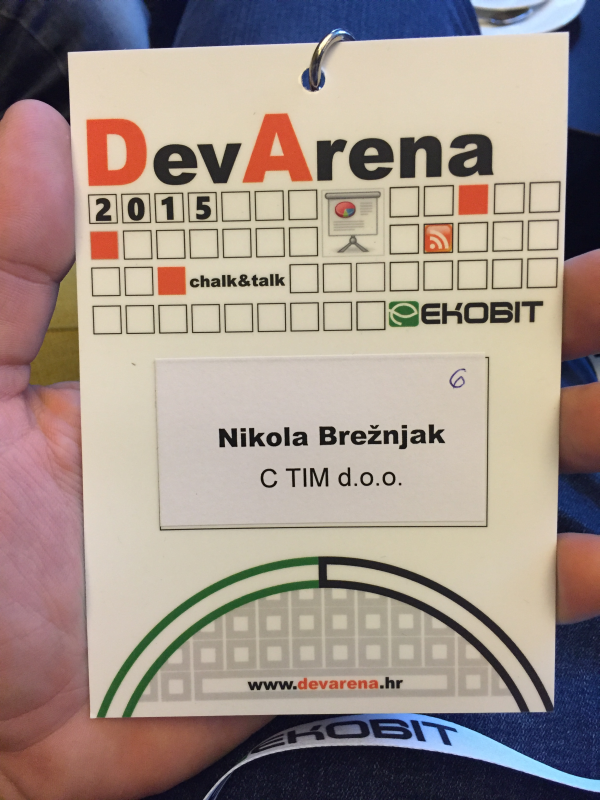 DevArena
2015
chalk&talk
EKOBIT
6
Nikola Brežnjak
C TIM d.o.o.
www.devarena.hr
EKOBIT